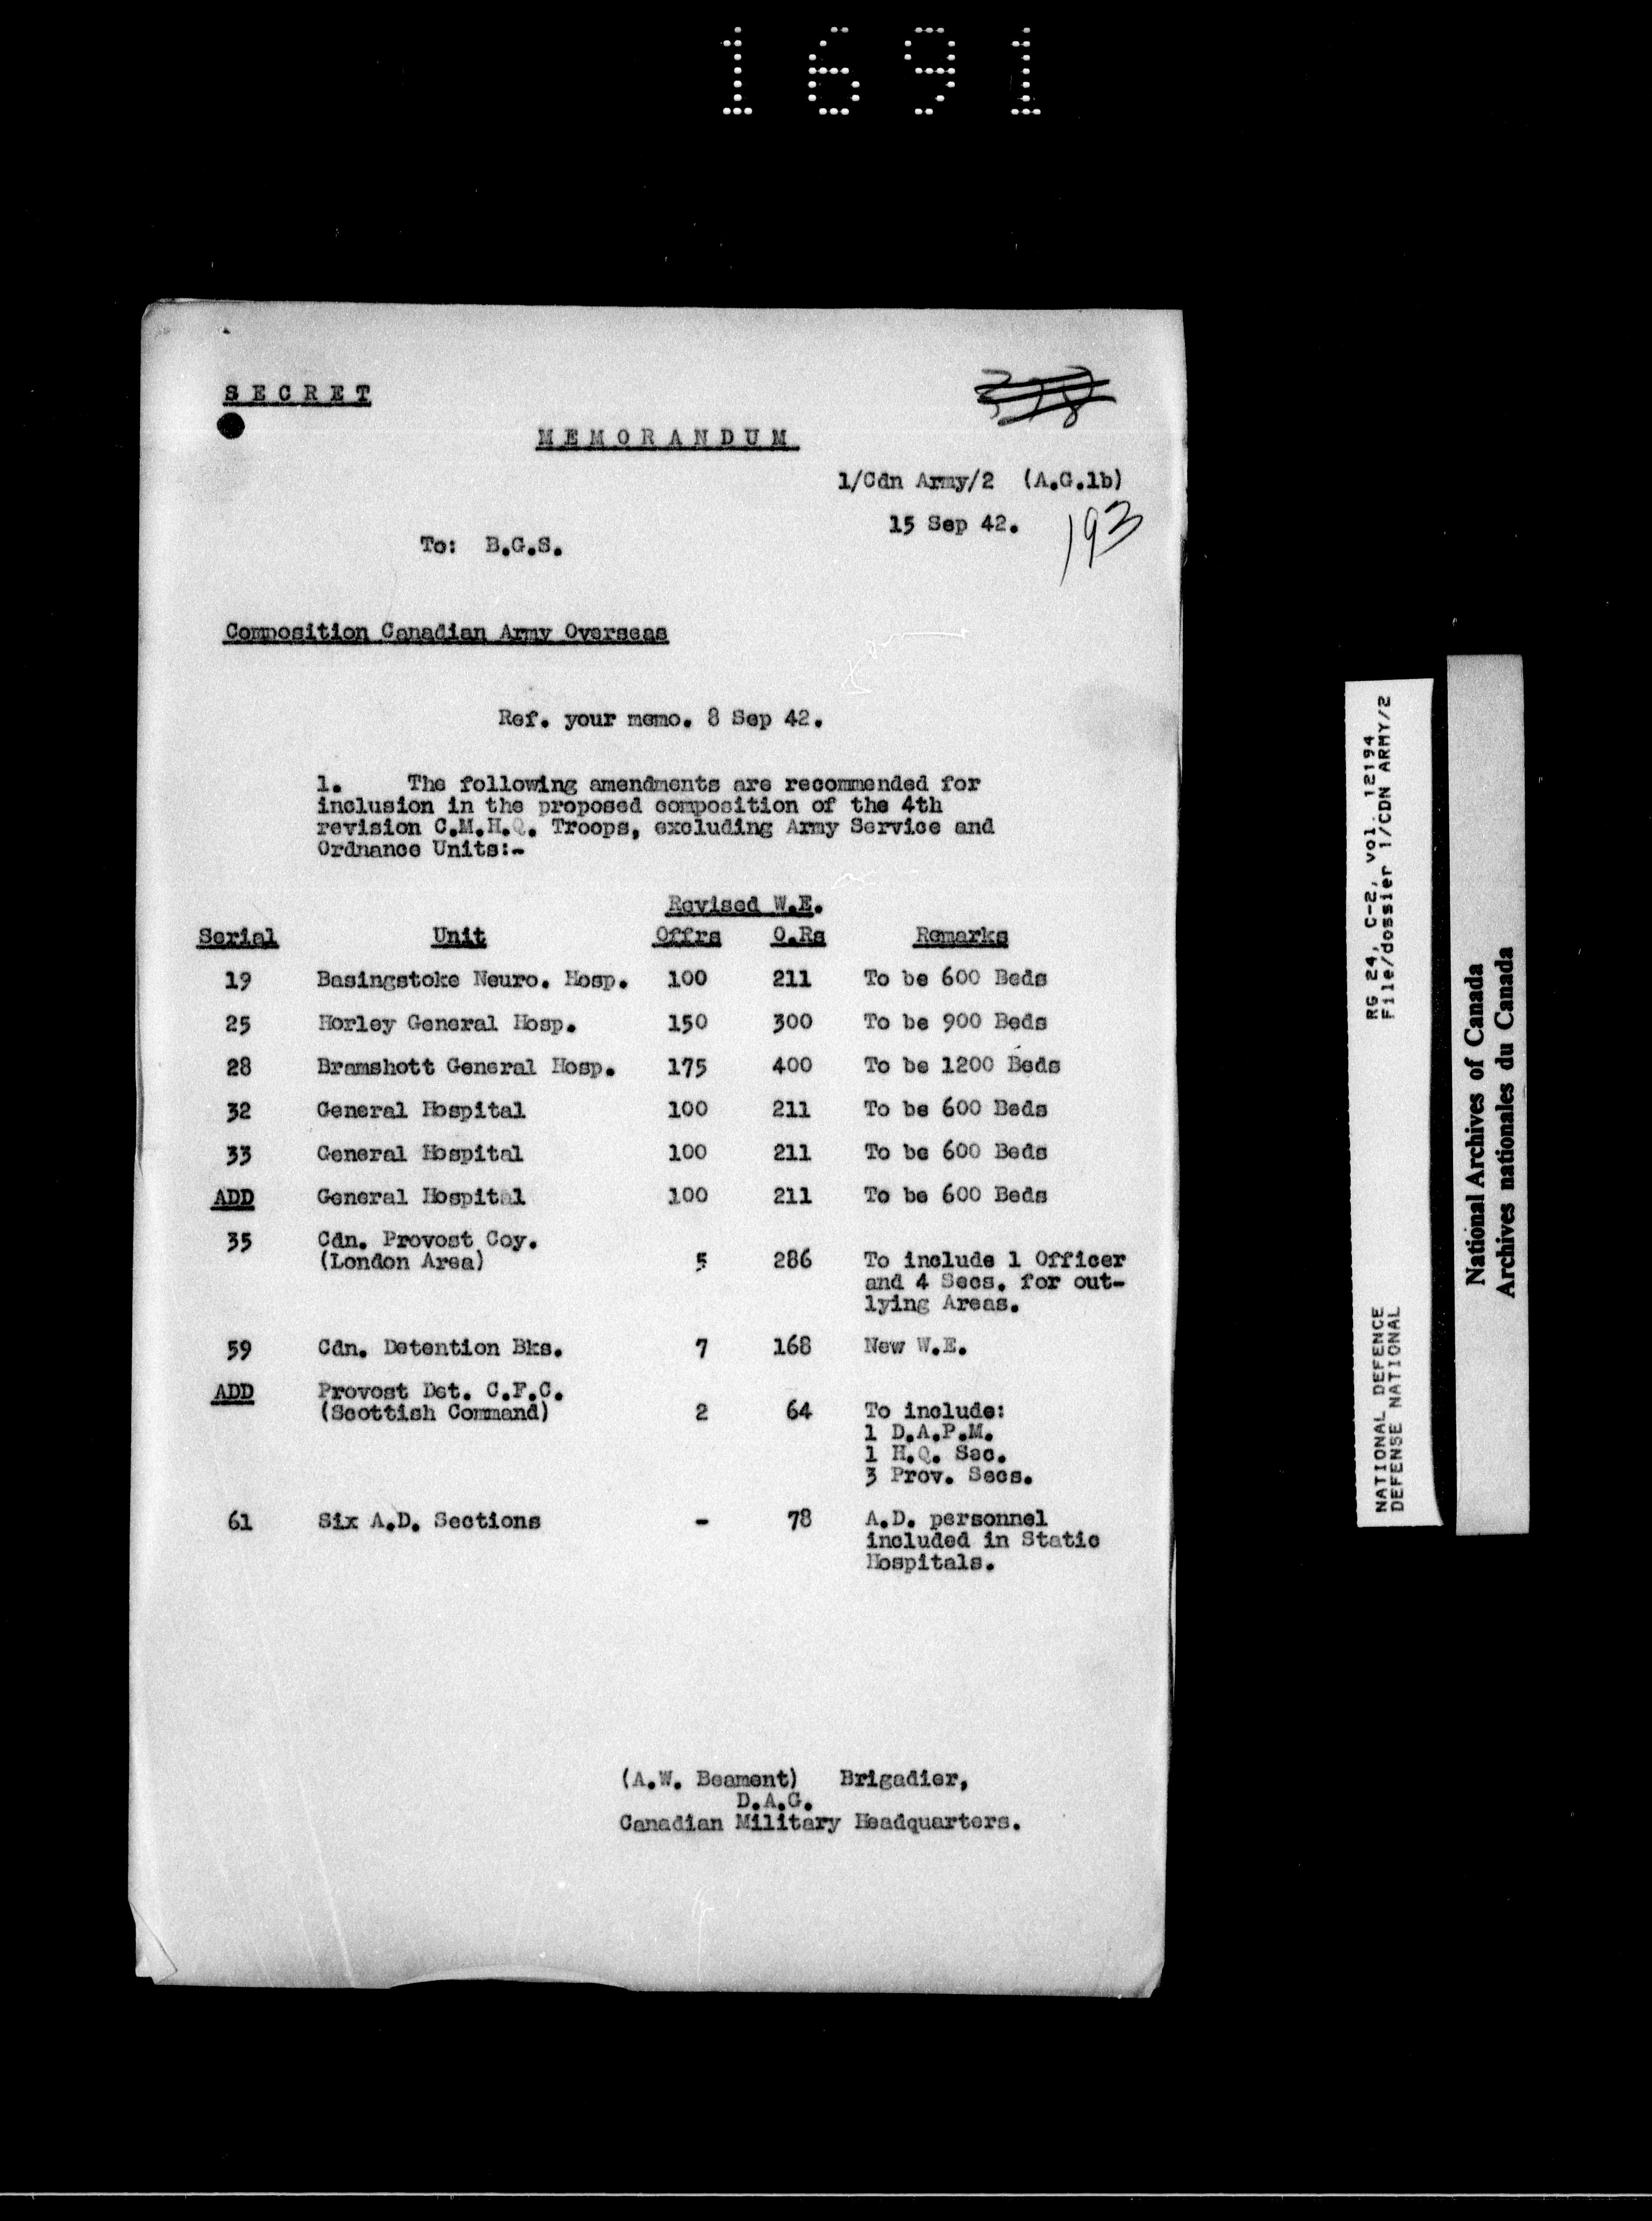 1691
SECRET
MEMORANDUM
1/Cdn Army/2 (A.G.1b)
15 Sep 42.
193
To: B.G.S.
Composition Canadian Army Overseas
Ref. your memo. 8 Sep 42.
1. The following amendments are recommended for
inclusion in the proposed composition of the 4th
revision C.M.H.Q. Troops, excluding Army Service and
Ordnance Units:-
Revised W.E.
Serial Unit Offrs O.Rs Remarks
19 Basingstoke Neuro. Hosp. 100 211 To be 600 Beds
25 Horley General Hosp. 150 300 To be 900 Beds
28 Bramshott General Hosp. 175 400 To be 1200 Beds
32 General Hospital 100 211 To be 600 Beds
33 General Hospital 100 211 To be 600 Beds
ADD General Hospital 100 211 To be 600 Beds
35 Cdn. Provost Coy.
(London Area) 5 286 To include 1 Officer
and 4 Secs. for out-
lying Areas.
59 Cdn. Detention Bks. 7 168 New W.E.
ADD Provost Det. C.F.C.
(Scottish Command) 2 64 To include:
1 D.A.P.M.
1 H.Q. Sec.
3 Prov. Secs.
61 Six A.D. Sections - 78 A.D. personnel
included in Static
Hospitals.
(A.W. Beament) Brigadier,
D.A.G.
Canadian Military Headquarters.
RG 24, C-2, vol. 12194
File/dossier 1/CDN ARMY/2
NATIONAL DEFENCE
DEFENSE NATIONAL
National Archives of Canada
Archives nationales du Canada